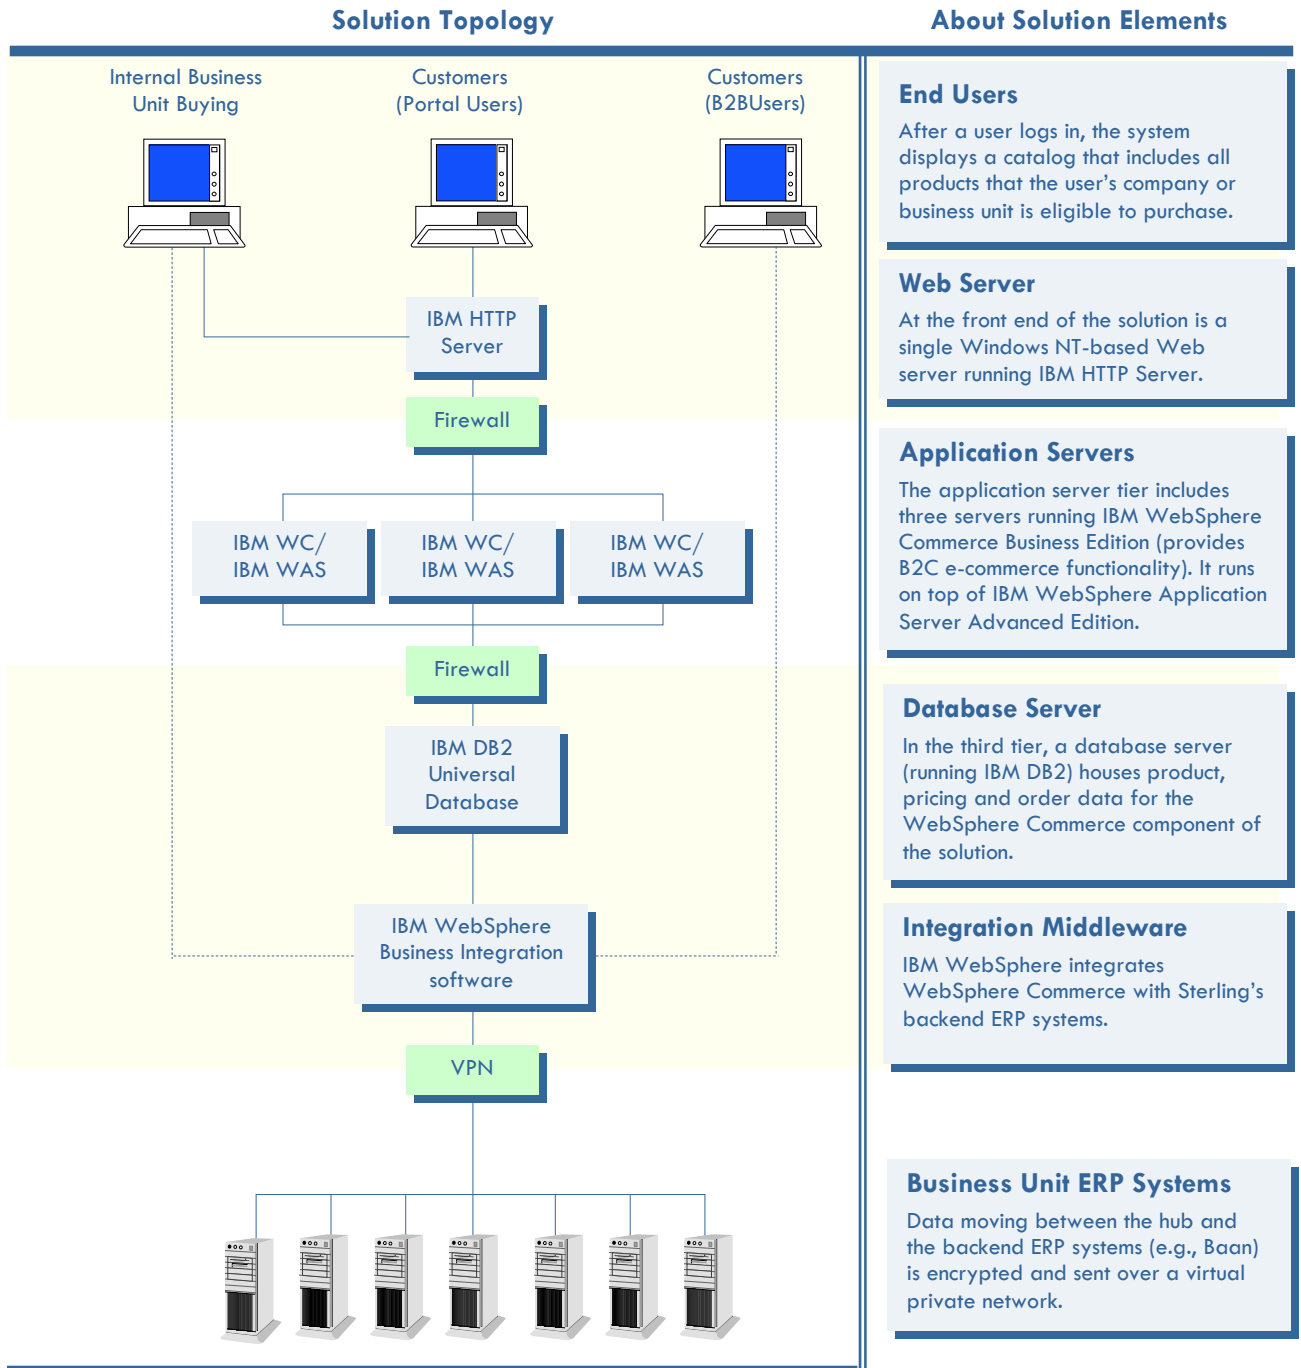 Solution Topology
About Solution Elements
Internal Business
Unit Buying
Customers
(Portal Users)
Customers
(B2BUsers)
IBM HTTP
Server
Firewall
IBM WC/
IBM WAS
IBM WC/
IBM WAS
IBM WC/
IBM WAS
Firewall
IBM DB2
Universal
Database
IBM WebSphere
Business Integration
software
VPN
End Users
After a user logs in, the system
displays a catalog that includes all
products that the user's company or
business unit is eligible to purchase.
Web Server
At the front end of the solution is a
single Windows NT-based Web
server running IBM HTTP Server.
Application Servers
The application server tier includes
three servers running IBM WebSphere
Commerce Business Edition (provides
B2C e-commerce functionality). It runs
on top of IBM WebSphere Application
Server Advanced Edition.
Database Server
In the third tier, a database server
(running IBM DB2) houses product,
pricing and order data for the
WebSphere Commerce component of
the solution.
Integration Middleware
IBM WebSphere integrates
WebSphere Commerce with Sterling's
backend ERP systems.
Business Unit ERP Systems
Data moving between the hub and
the backend ERP systems (e.g., Baan)
is encrypted and sent over a virtual
private network.